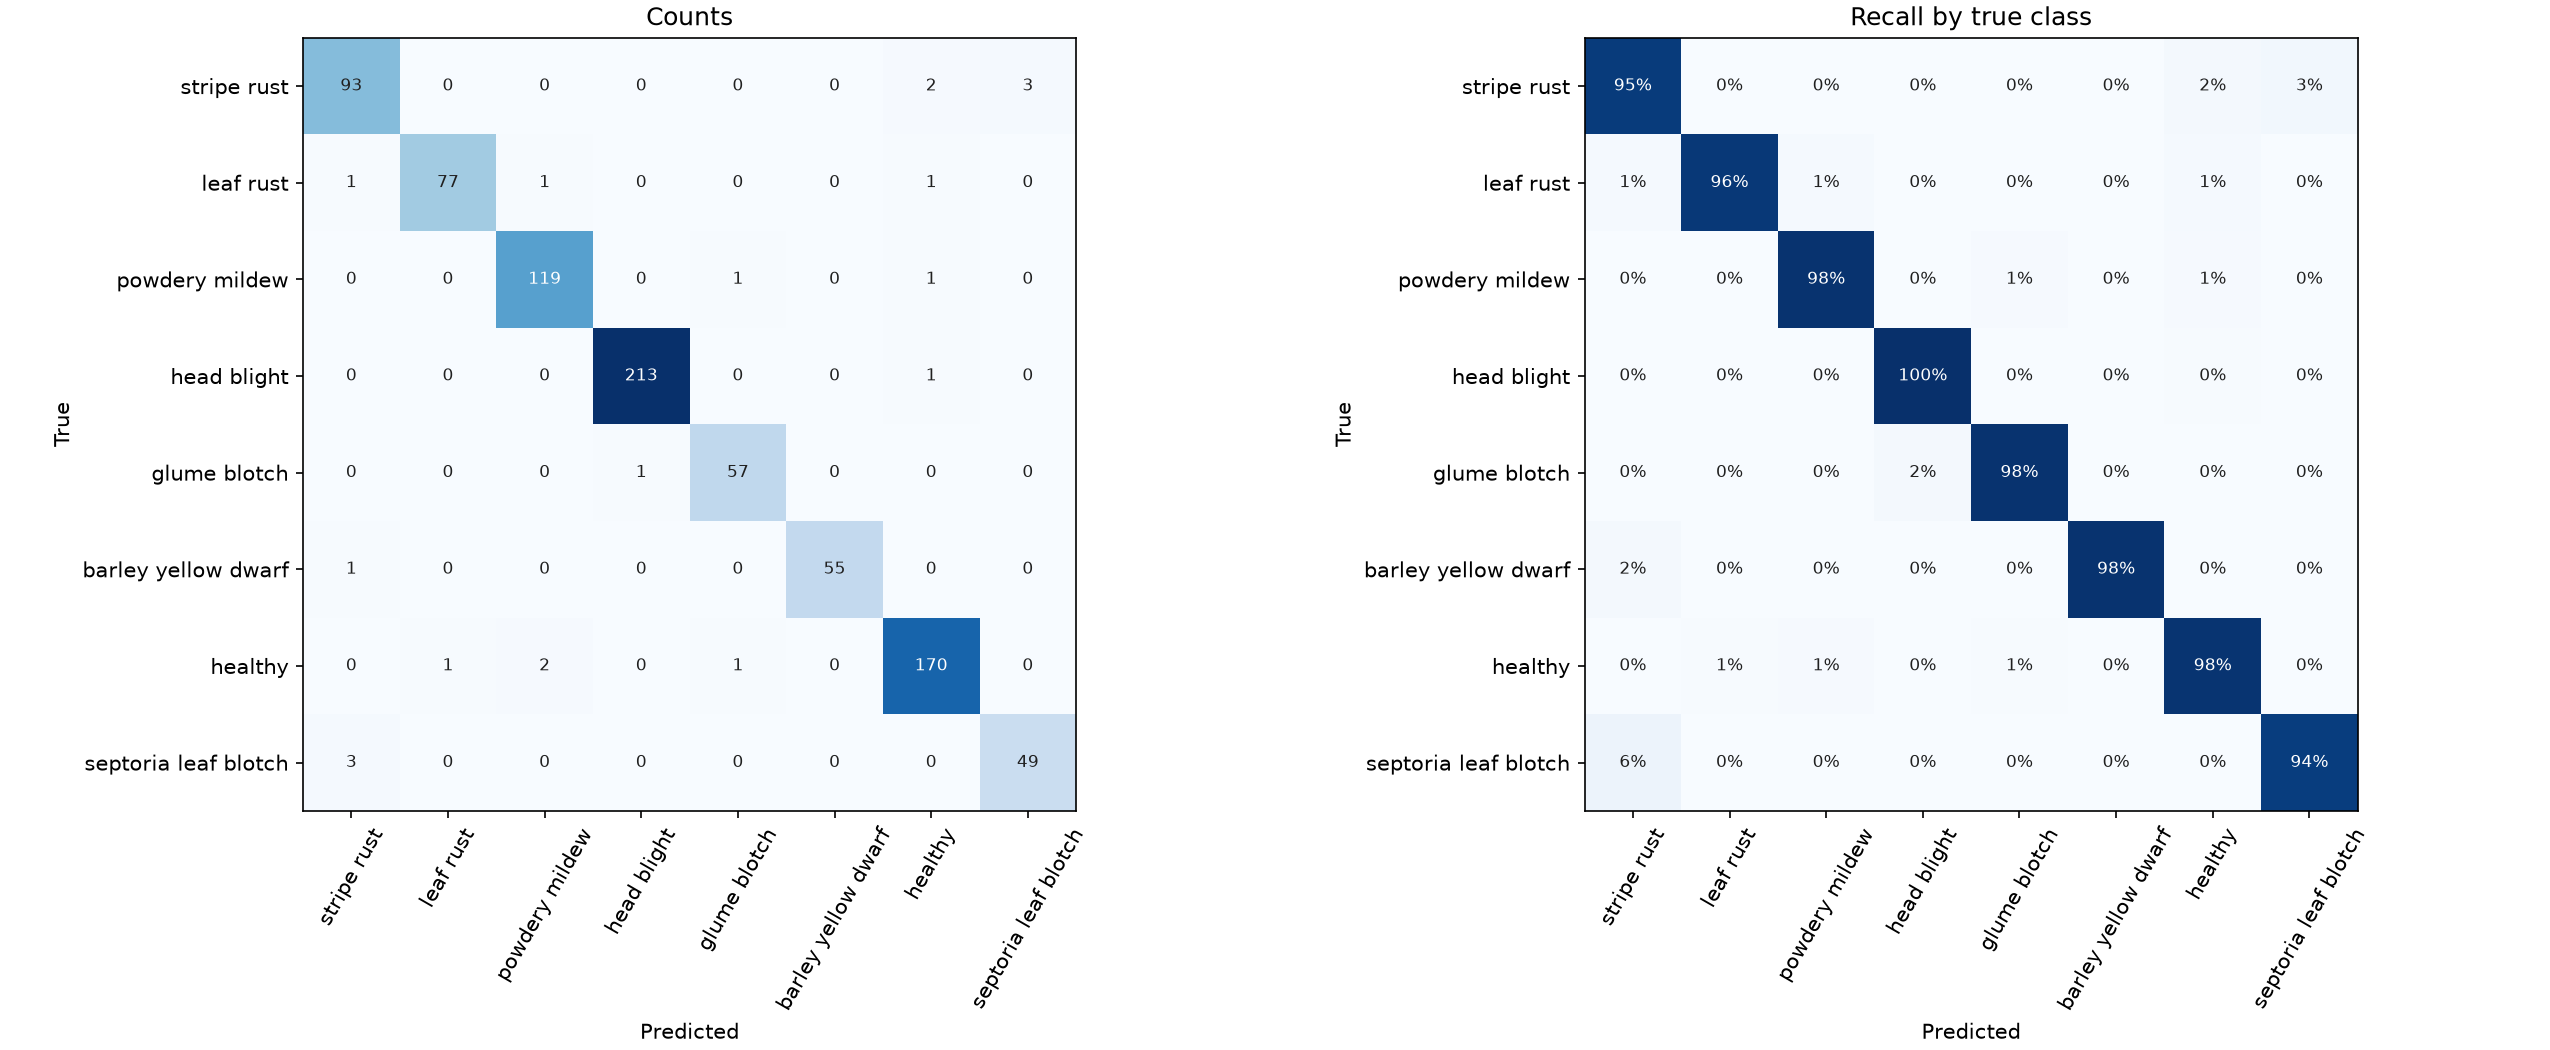 Counts
stripe rust 93 0 0 0 0 0 2 3
leaf rust 1 77 1 0 0 0 1 0
powdery mildew 0 0 119 0 1 0 1 0
head blight 0 0 0 213 0 0 1 0
glume blotch 0 0 0 1 57 0 0 0
barley yellow dwarf 1 0 0 0 0 55 0 0
healthy 0 1 2 0 1 0 170 0
septoria leaf blotch 3 0 0 0 0 0 0 49
True
stripe rust
leaf rust
powdery mildew
head blight
glume blotch
barley yellow dwarf
healthy
septoria leaf blotch
Predicted
Recall by true class
stripe rust 95% 0% 0% 0% 0% 0% 2% 3%
leaf rust 1% 96% 1% 0% 0% 0% 1% 0%
powdery mildew 0% 0% 98% 0% 1% 0% 1% 0%
head blight 0% 0% 0% 100% 0% 0% 0% 0%
glume blotch 0% 0% 0% 2% 98% 0% 0% 0%
barley yellow dwarf 2% 0% 0% 0% 0% 98% 0% 0%
healthy 0% 1% 1% 0% 1% 0% 98% 0%
septoria leaf blotch 6% 0% 0% 0% 0% 0% 0% 94%
True
stripe rust
leaf rust
powdery mildew
head blight
glume blotch
barley yellow dwarf
healthy
septoria leaf blotch
Predicted